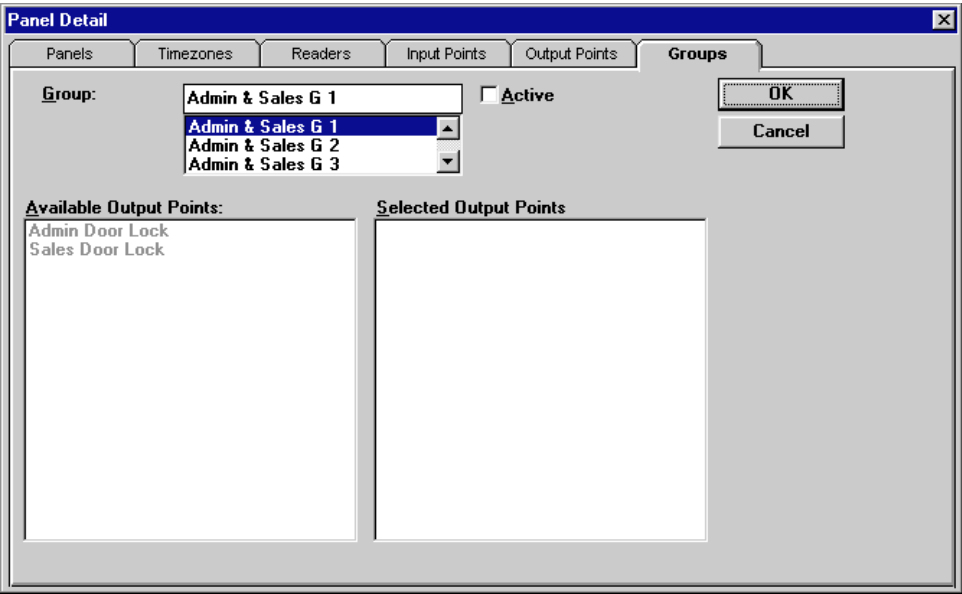 Panel Detail
Panels Timezones Readers Input Points Output Points Groups
Group: Admin & Sales G 1 Active OK
Admin & Sales G 1
Admin & Sales G 2 Cancel
Admin & Sales G 3
Available Output Points: Selected Output Points
Admin Door Lock
Sales Door Lock